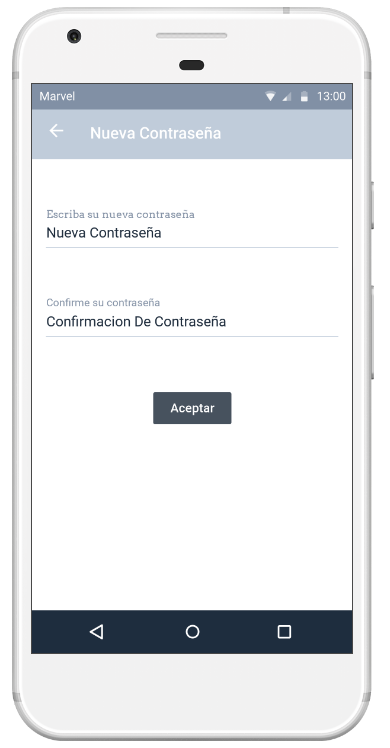 Marvel 13:00
Nueva Contraseña
Escriba su nueva contraseña
Nueva Contraseña
Confirme su contraseña
Confirmacion De Contraseña
Aceptar